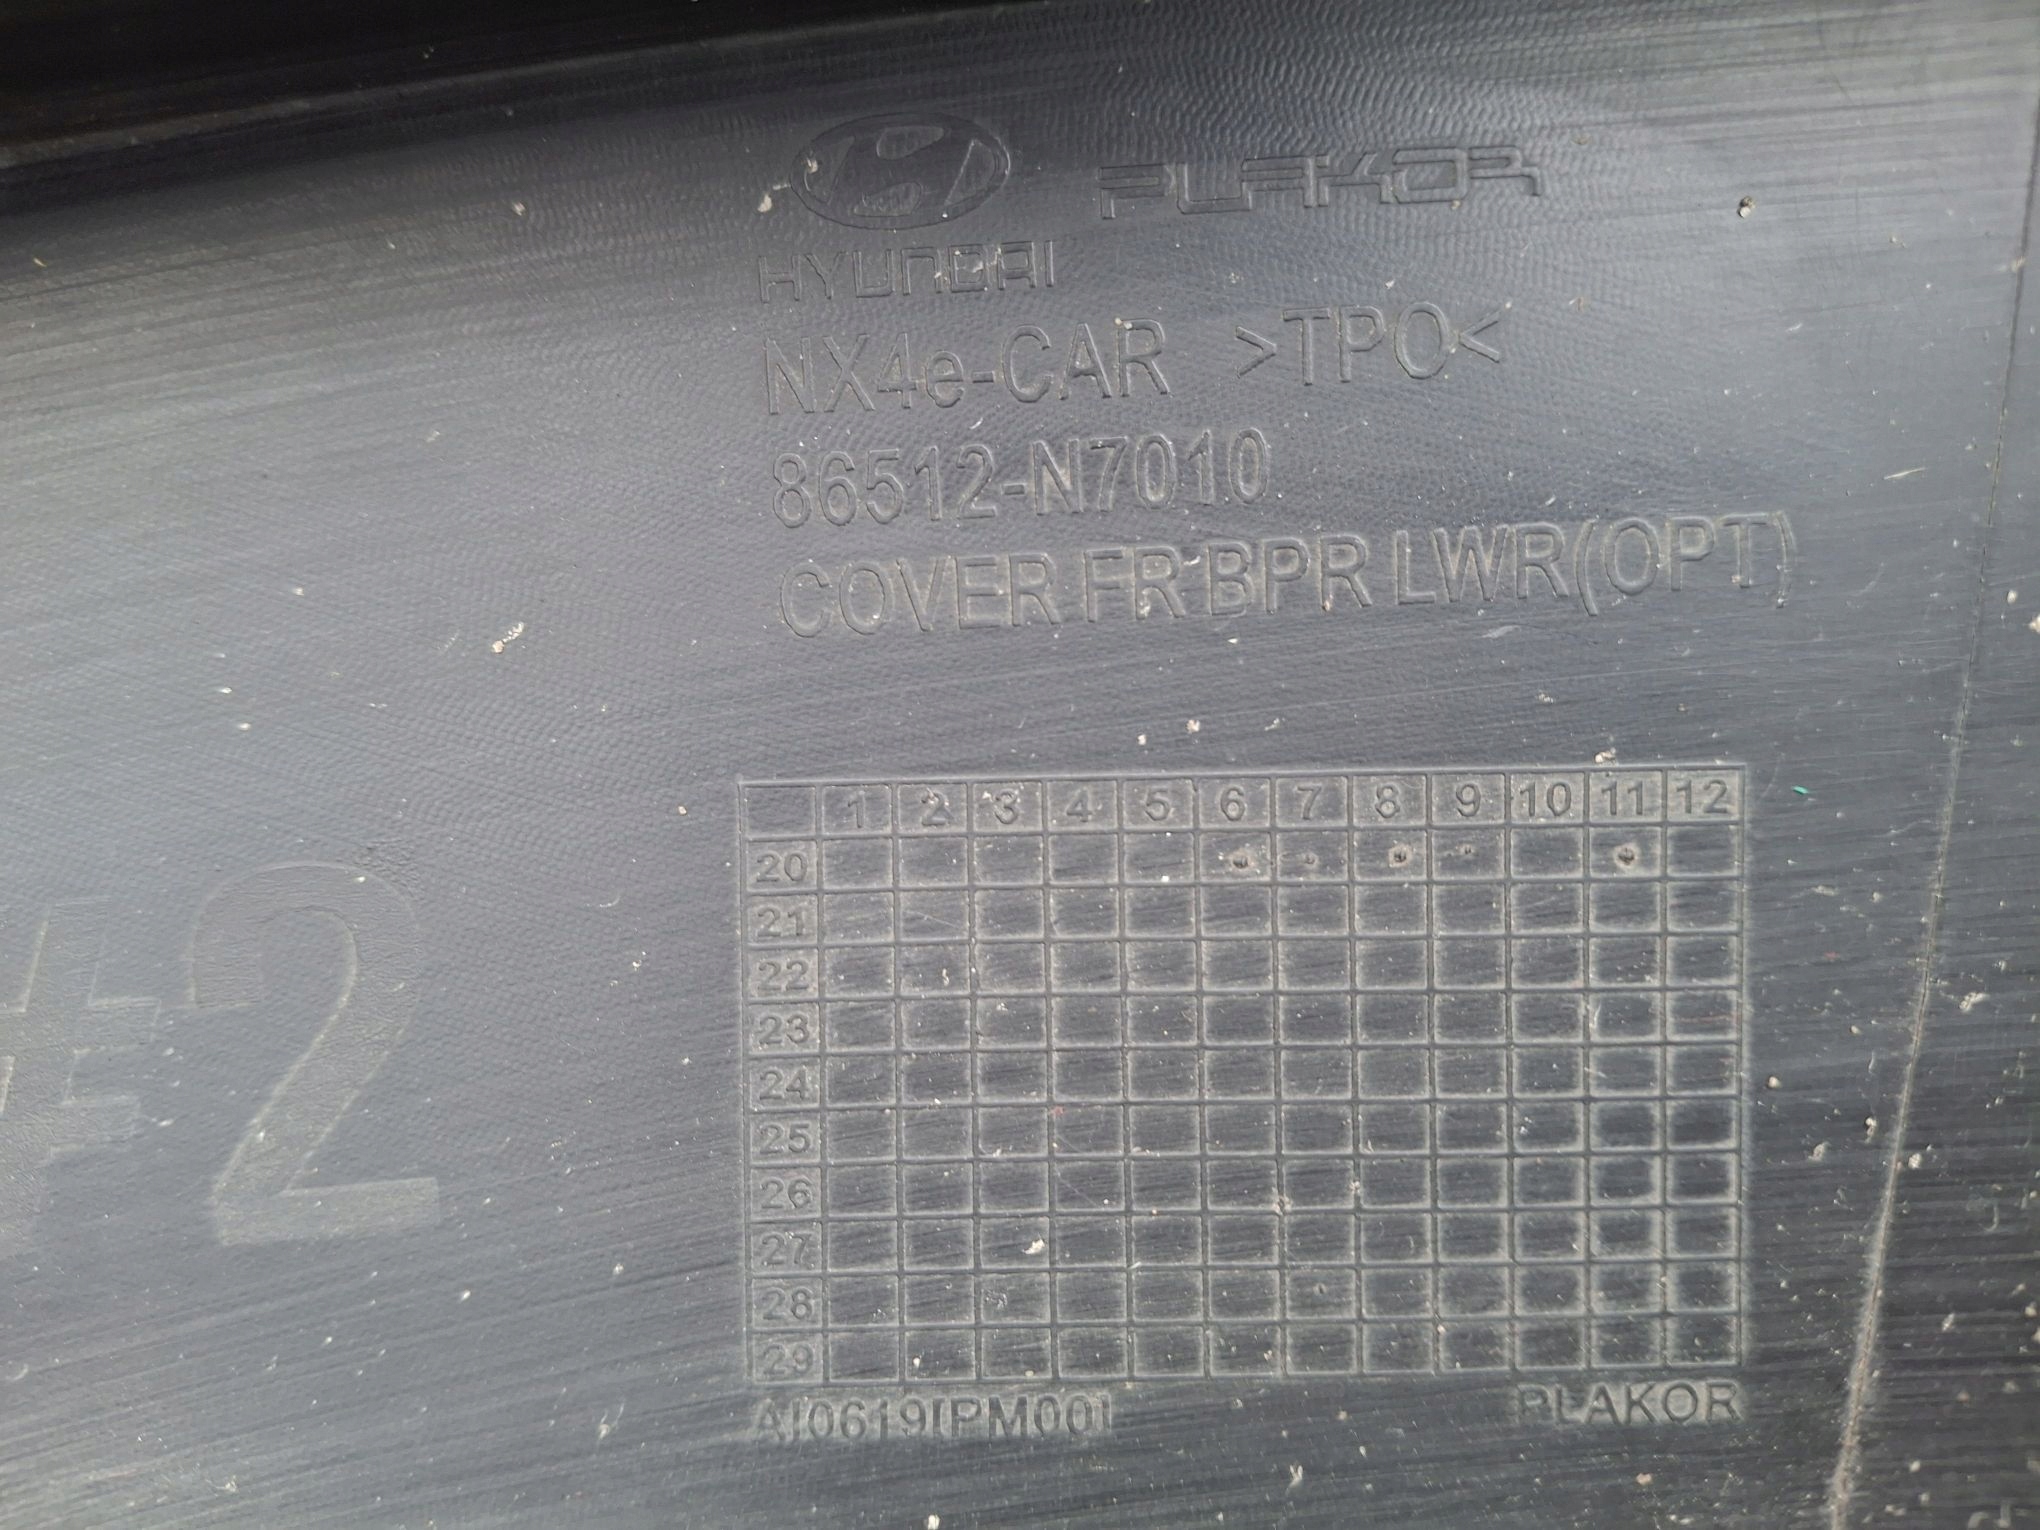 PLAKOR
HYUNDAI
NX4e-CAR >TPO<
86512-N7010
COVER FR BPR LWR(OPT)
1 2 3 4 5 6 7 8 9 10 11 12
20
21
22
23
24
25
26
27
28
29
#2
AI0619IPM001 PLAKOR